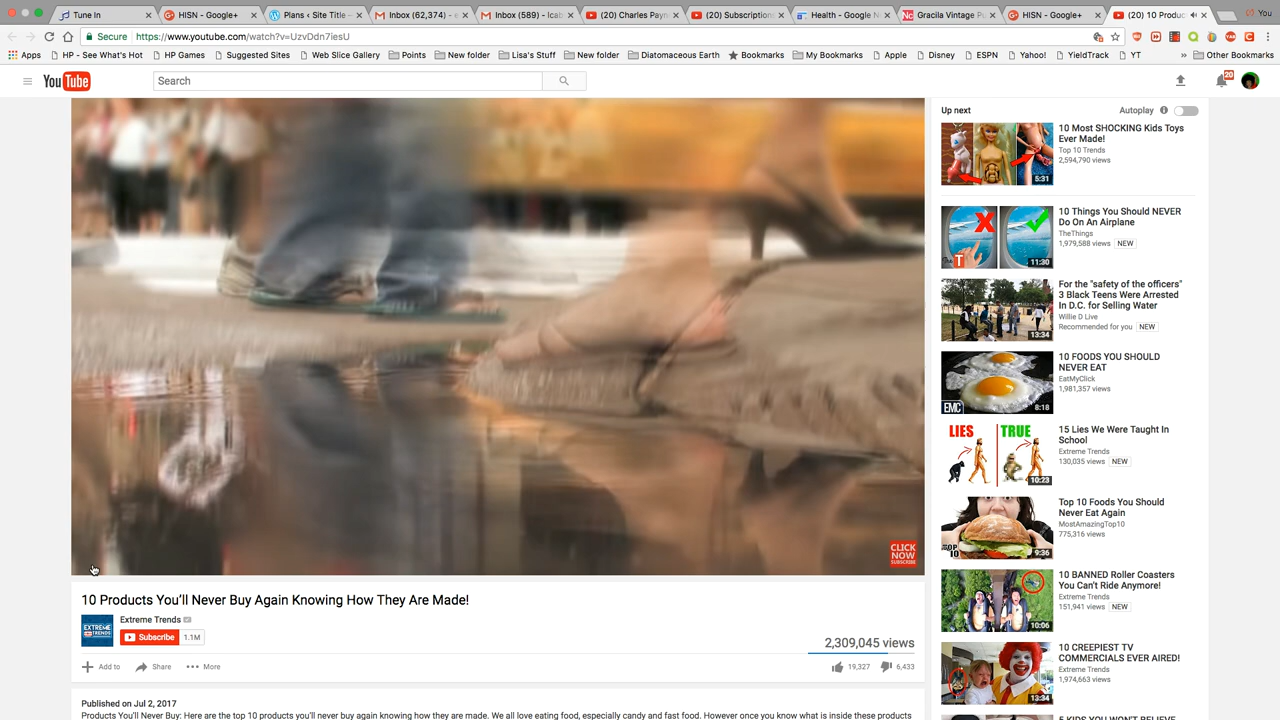 Tune In
HISN - Google+
Plans ‹ Site Title —
Inbox (62,374) - e
Inbox (589) - lcab
(20) Charles Payn
(20) Subscription
Health - Google N
Gracila Vintage P
HISN - Google+
(20) 10 Produc
You
Secure
https://www.youtube.com/watch?v=UzvDdn7iesU
Apps
HP - See What's Hot
HP Games
Suggested Sites
Web Slice Gallery
Points
New folder
Lisa's Stuff
New folder
Diatomaceous Earth
Bookmarks
My Bookmarks
Apple
Disney
ESPN
Yahoo!
YieldTrack
YT
»
Other Bookmarks
YouTube
Search
20
Up next
Autoplay
10 Most SHOCKING Kids Toys
Ever Made!
Top 10 Trends
2,594,790 views
5:31
10 Things You Should NEVER
Do On An Airplane
TheThings
1,979,588 views NEW
11:30
For the "safety of the officers"
3 Black Teens Were Arrested
In D.C. for Selling Water
Willie D Live
Recommended for you NEW
13:34
10 FOODS YOU SHOULD
NEVER EAT
EatMyClick
1,981,357 views
EMC
8:18
LIES
TRUE
15 Lies We Were Taught In
School
Extreme Trends
130,035 views NEW
10:23
Top 10 Foods You Should
Never Eat Again
MostAmazingTop10
775,316 views
TOP 10
9:36
10 BANNED Roller Coasters
You Can't Ride Anymore!
Extreme Trends
151,941 views NEW
10:06
10 CREEPIEST TV
COMMERCIALS EVER AIRED!
Extreme Trends
1,974,663 views
13:34
CLICK
NOW
SUBSCRIBE
10 Products You'll Never Buy Again Knowing How They Are Made!
EXTREME
TRENDS
Extreme Trends
Subscribe 1.1M
2,309,045 views
Add to
Share
More
19,327
6,433
Published on Jul 2, 2017
Products You'll Never Buy: Here are the top 10 products you'll never buy again knowing how they are made. We all love eating food, especially candy and fast food. However once you know what is inside these products
5 KIDS YOU WON'T BELIEVE